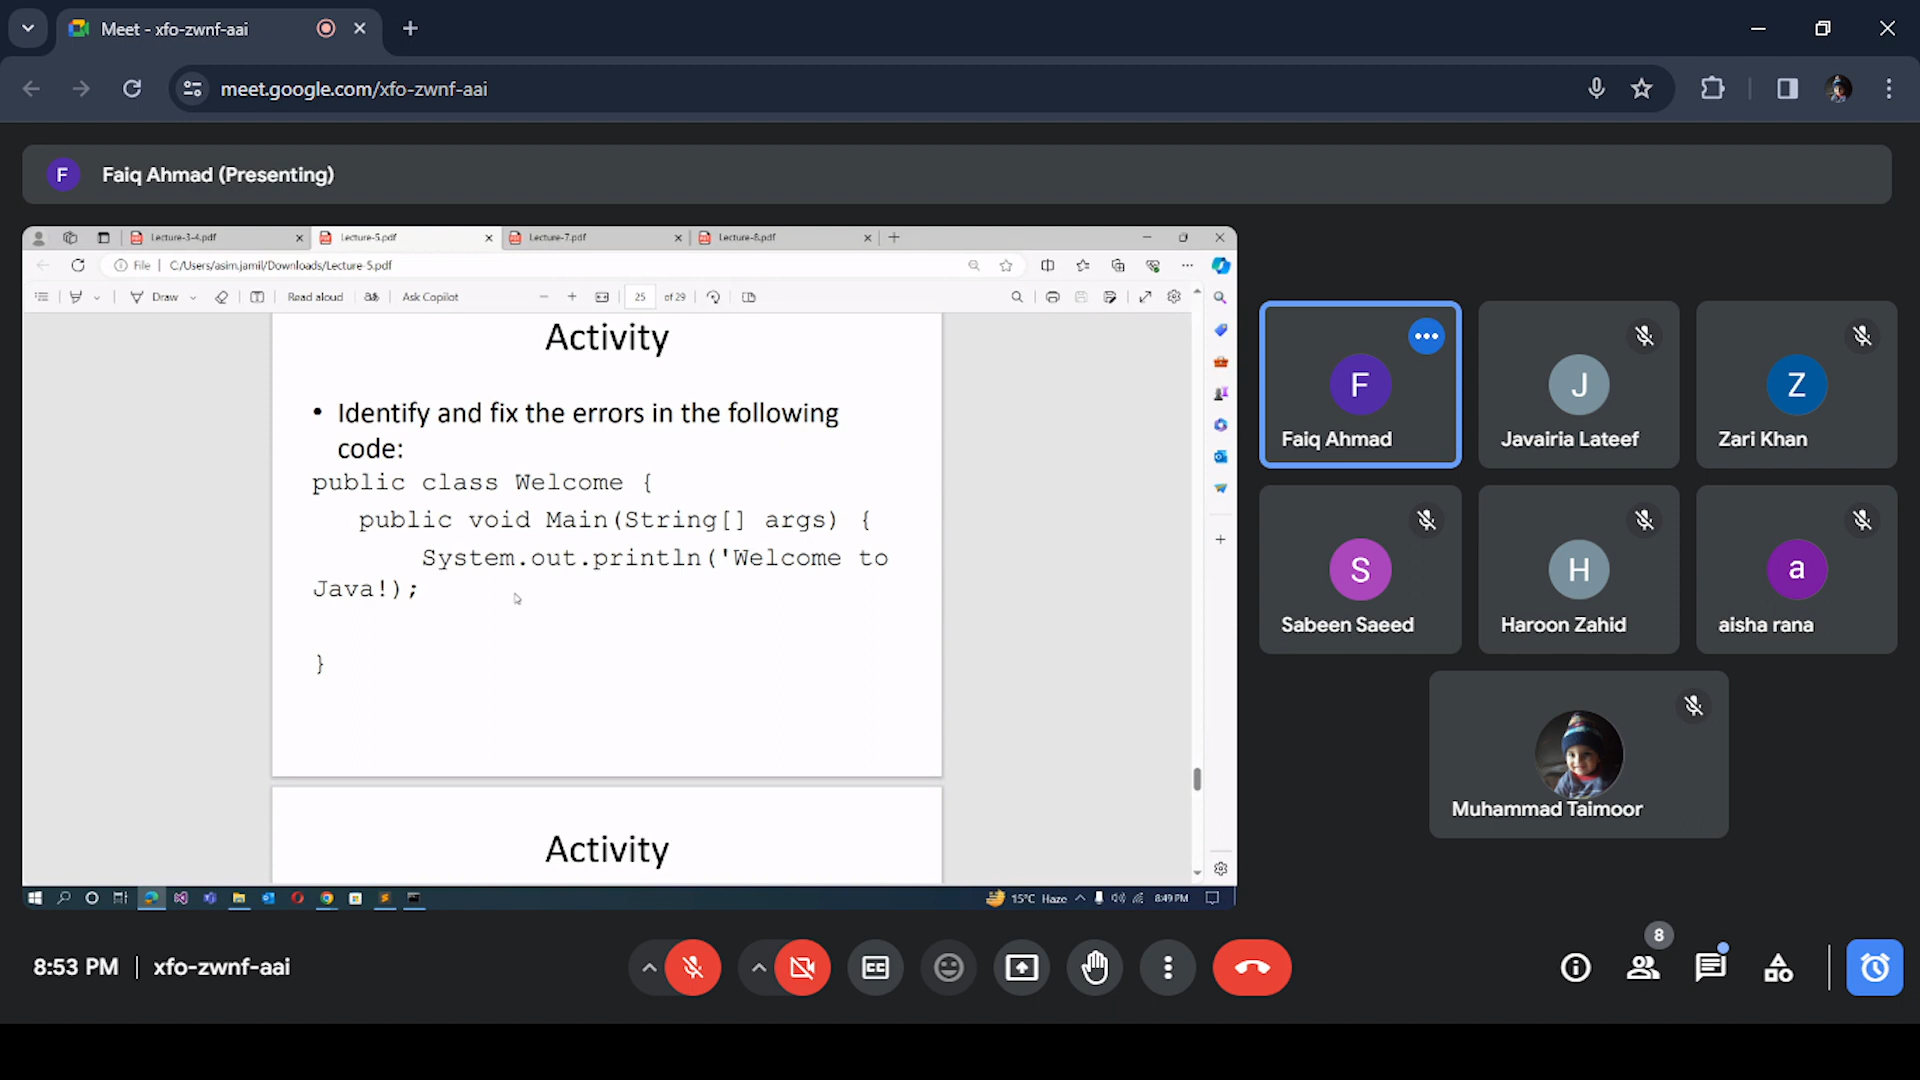 Meet - xfo-zwnf-aai
meet.google.com/xfo-zwnf-aai
F
Faiq Ahmad (Presenting)
Lecture-3-4.pdf
Lecture-5.pdf
Lecture-7.pdf
Lecture-8.pdf
File | C:/Users/asim.jamil/Downloads/Lecture-5.pdf
Draw
Read aloud
Ask Copilot
25 of 29
Activity
• Identify and fix the errors in the following
code:
public class Welcome {
public void Main(String[] args) {
System.out.println('Welcome to
Java!);
}
Activity
15°C Haze
8:49 PM
F
Faiq Ahmad
J
Javairia Lateef
Z
Zari Khan
S
Sabeen Saeed
H
Haroon Zahid
a
aisha rana
Muhammad Taimoor
8:53 PM | xfo-zwnf-aai
8